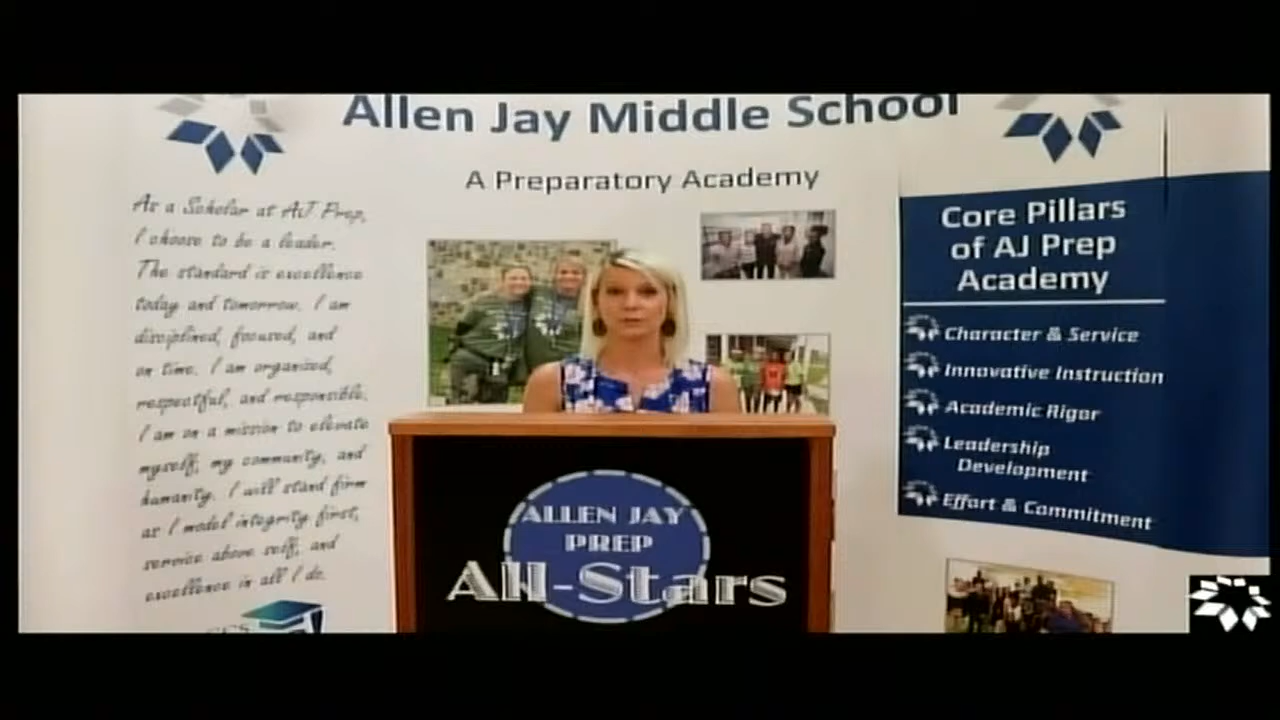 Allen Jay Middle School
A Preparatory Academy
As a Scholar at AJ Prep,
I choose to be a leader.
The standard is excellence
today and tomorrow. I am
disciplined, focused, and
on time. I am organized,
respectful, and responsible.
I am on a mission to elevate
myself, my community, and
humanity. I will stand firm
as I model integrity first,
service above self, and
excellence in all I do.
GCS
Core Pillars
of AJ Prep
Academy
Character & Service
Innovative Instruction
Academic Rigor
Leadership
Development
Effort & Commitment
ALLEN JAY
PREP
All-Stars